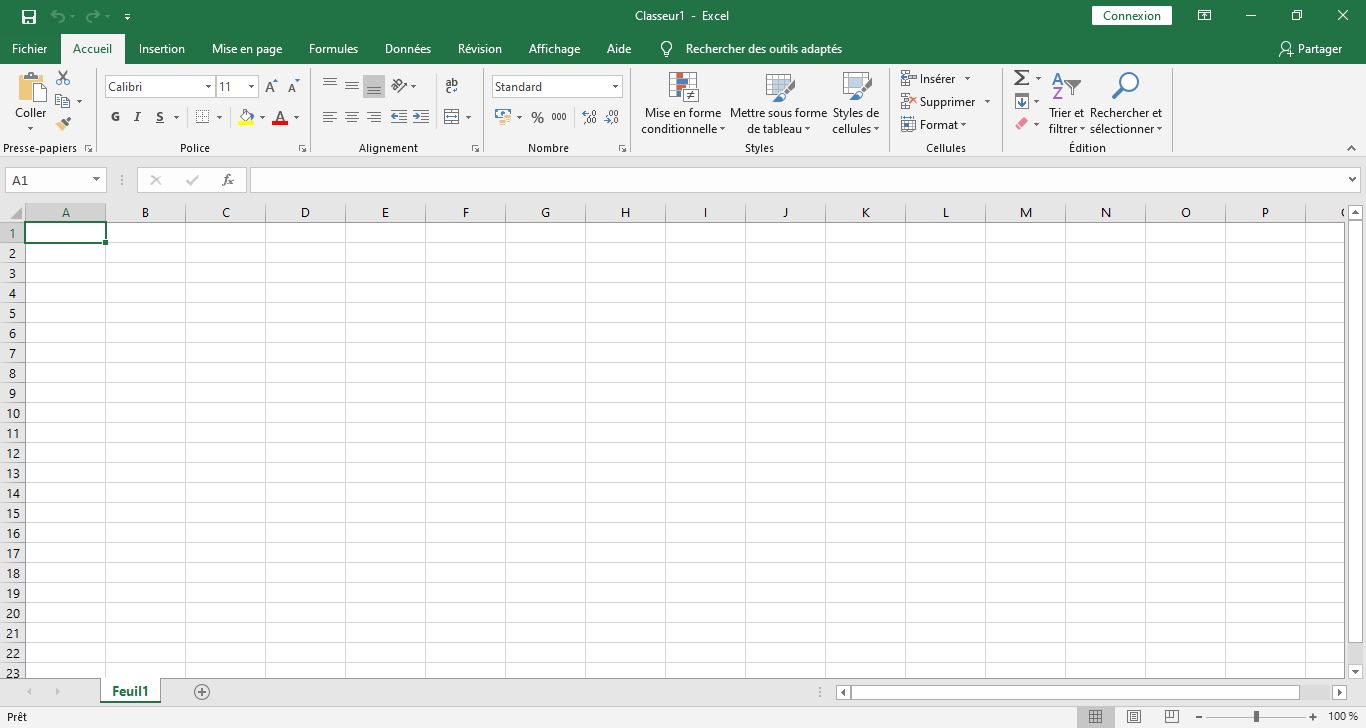 Classeur1 - Excel
Connexion
Fichier Accueil Insertion Mise en page Formules Données Révision Affichage Aide Rechercher des outils adaptés Partager
Coller
Calibri 11
G I S
A A
ab
c
Standard
% 000
,00
,00
Mise en forme conditionnelle
Mettre sous forme de tableau
Styles de cellules
Insérer
Supprimer
Format
Trier et filtrer
Rechercher et sélectionner
Presse-papiers Police Alignement Nombre Styles Cellules Édition
A1 fx
A B C D E F G H I J K L M N O P
1
2
3
4
5
6
7
8
9
10
11
12
13
14
15
16
17
18
19
20
21
22
23
Feuil1
Prêt 100 %